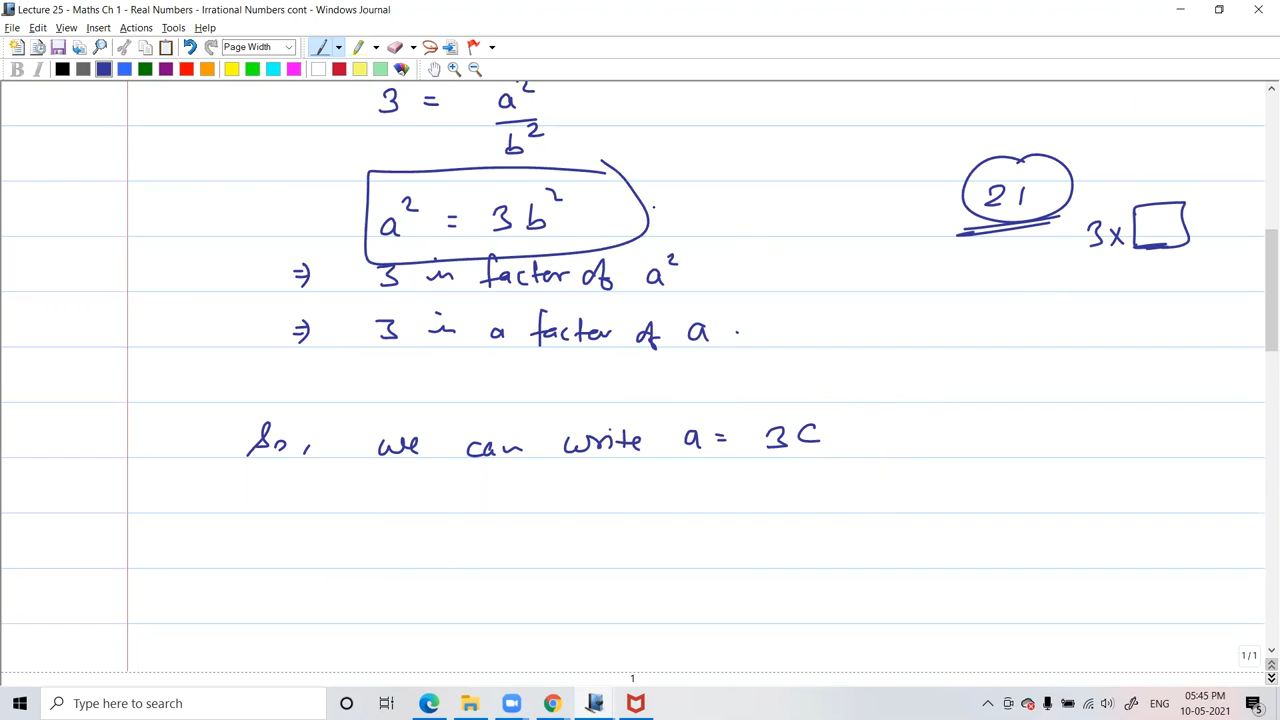 Lecture 25 - Maths Ch 1 - Real Numbers - Irrational Numbers cont - Windows Journal
File Edit View Insert Actions Tools Help
Page Width
B I
3 = a²
b²
21
a² = 3b²
3 x
⇒ 3 is factor of a²
⇒ 3 is a factor of a .
So, we can write a = 3C
1/1
1
Type here to search
ENG
05:45 PM
10-05-2021
5